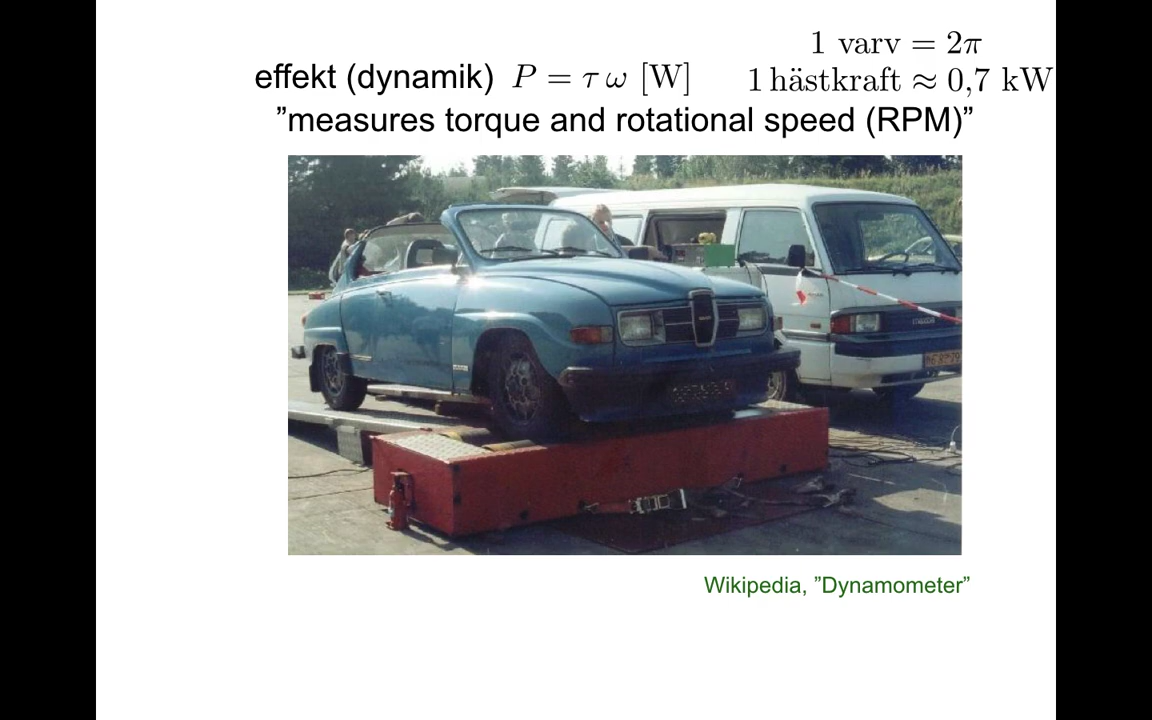 1 varv = 2π
effekt (dynamik) P = τ ω [W] 1 hästkraft ≈ 0,7 kW
”measures torque and rotational speed (RPM)”
Wikipedia, ”Dynamometer”